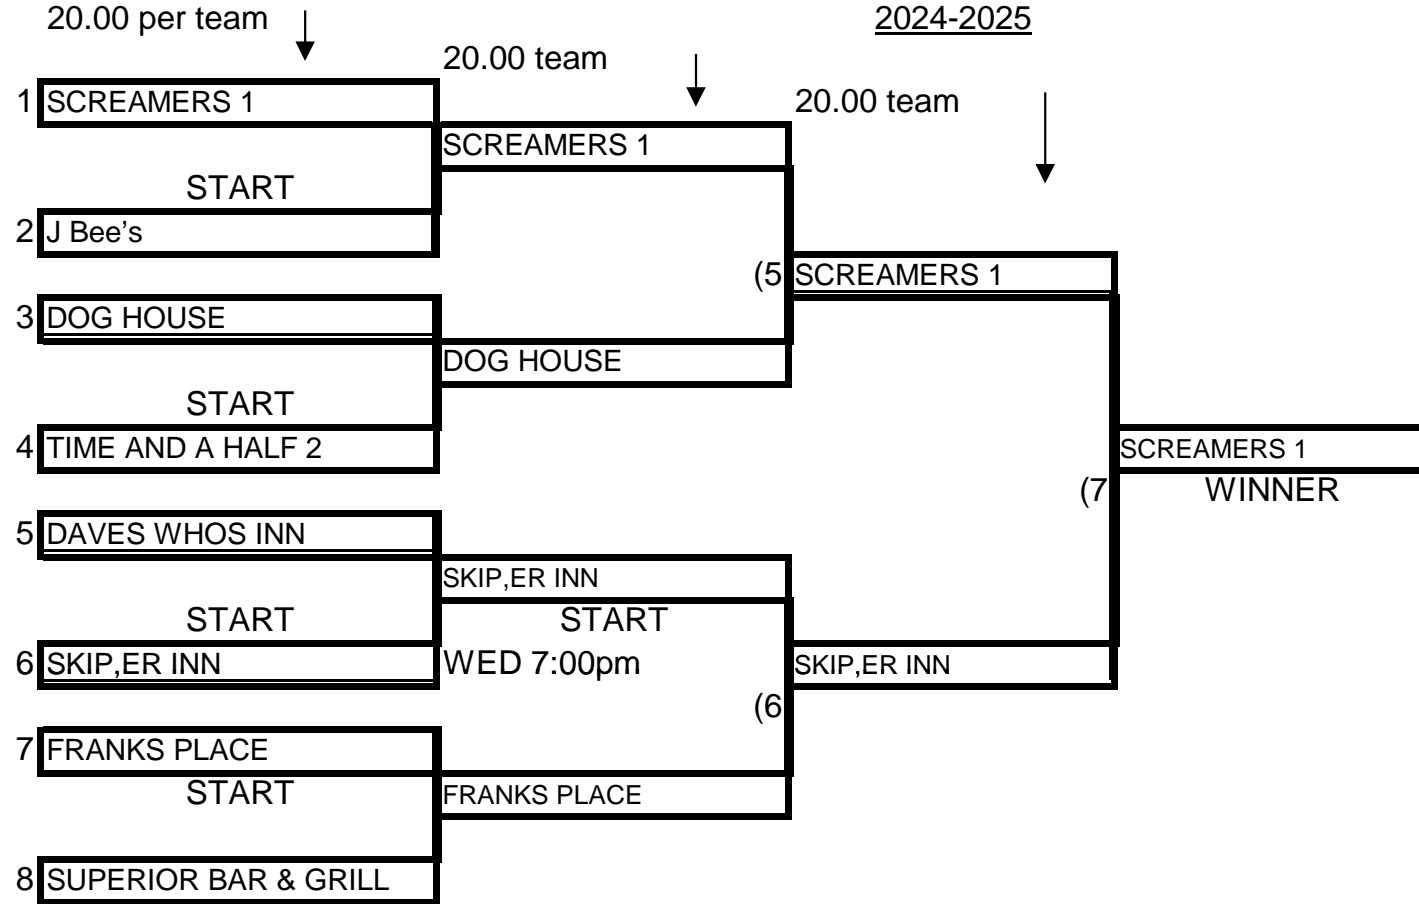 20.00 per team
2024-2025
20.00 team
20.00 team
1 SCREAMERS 1
SCREAMERS 1
START
2 J Bee’s
(5 SCREAMERS 1
3 DOG HOUSE
DOG HOUSE
START
4 TIME AND A HALF 2
SCREAMERS 1
(7 WINNER
5 DAVES WHOS INN
SKIP,ER INN
START START
6 SKIP,ER INN WED 7:00pm SKIP,ER INN
(6
7 FRANKS PLACE
START FRANKS PLACE
8 SUPERIOR BAR & GRILL